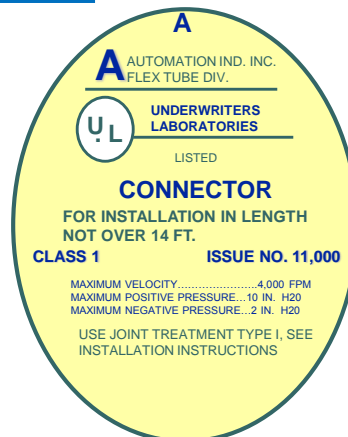 A
A AUTOMATION IND. INC.
FLEX TUBE DIV.
U.L
UNDERWRITERS
LABORATORIES
LISTED
CONNECTOR
FOR INSTALLATION IN LENGTH
NOT OVER 14 FT.
CLASS 1 ISSUE NO. 11,000
MAXIMUM VELOCITY......................4,000 FPM
MAXIMUM POSITIVE PRESSURE...10 IN. H20
MAXIMUM NEGATIVE PRESSURE...2 IN. H20
USE JOINT TREATMENT TYPE I, SEE
INSTALLATION INSTRUCTIONS